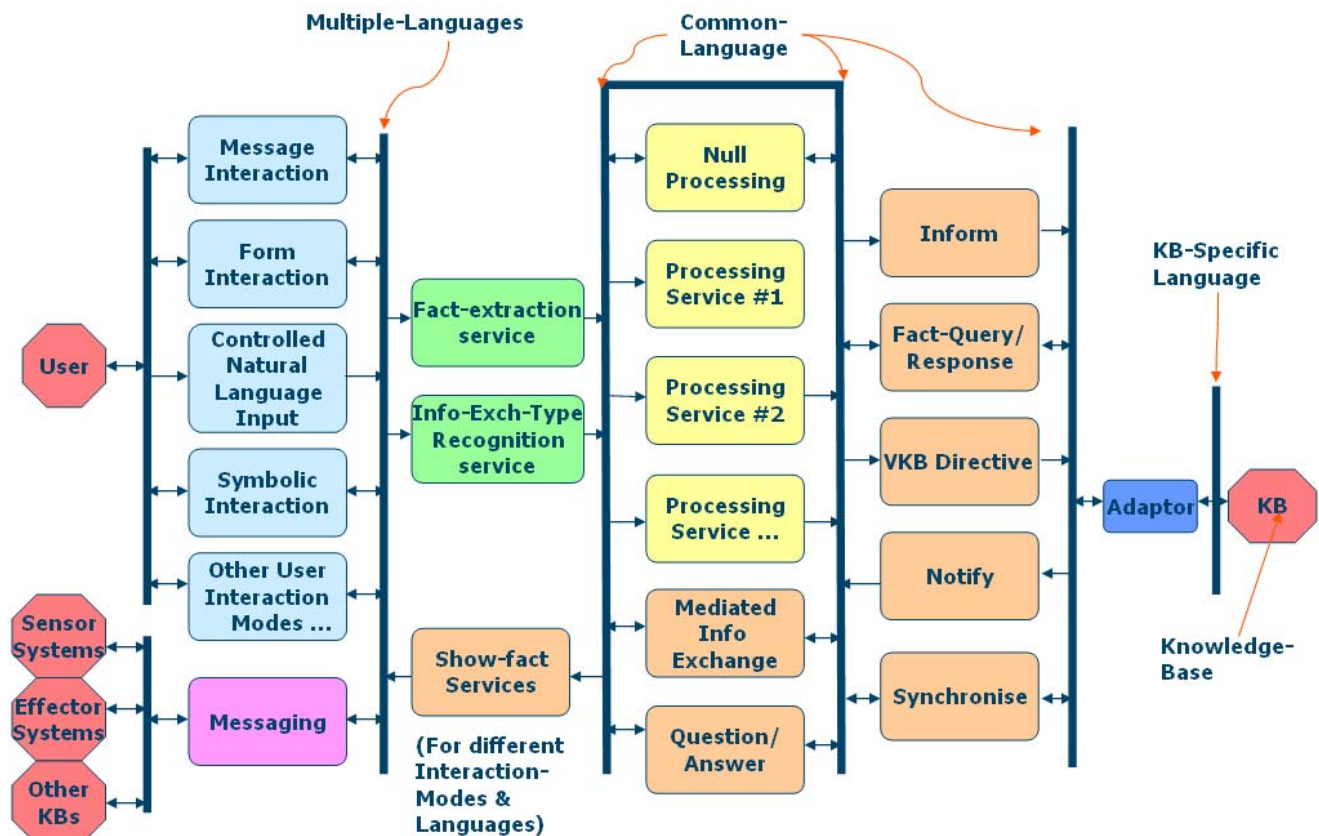 Multiple-Languages
Common-
Language
Message
Interaction
Form
Interaction
Controlled
Natural
Language
Input
Symbolic
Interaction
Other User
Interaction
Modes ...
User
Sensor
Systems
Effector
Systems
Other
KBs
Messaging
Fact-extraction
service
Info-Exch-Type
Recognition
service
Show-fact
Services
(For different
Interaction-
Modes &
Languages)
Null
Processing
Processing
Service #1
Processing
Service #2
Processing
Service ...
Mediated
Info
Exchange
Question/
Answer
Inform
Fact-Query/
Response
VKB Directive
Notify
Synchronise
KB-Specific
Language
Adaptor
KB
Knowledge-
Base